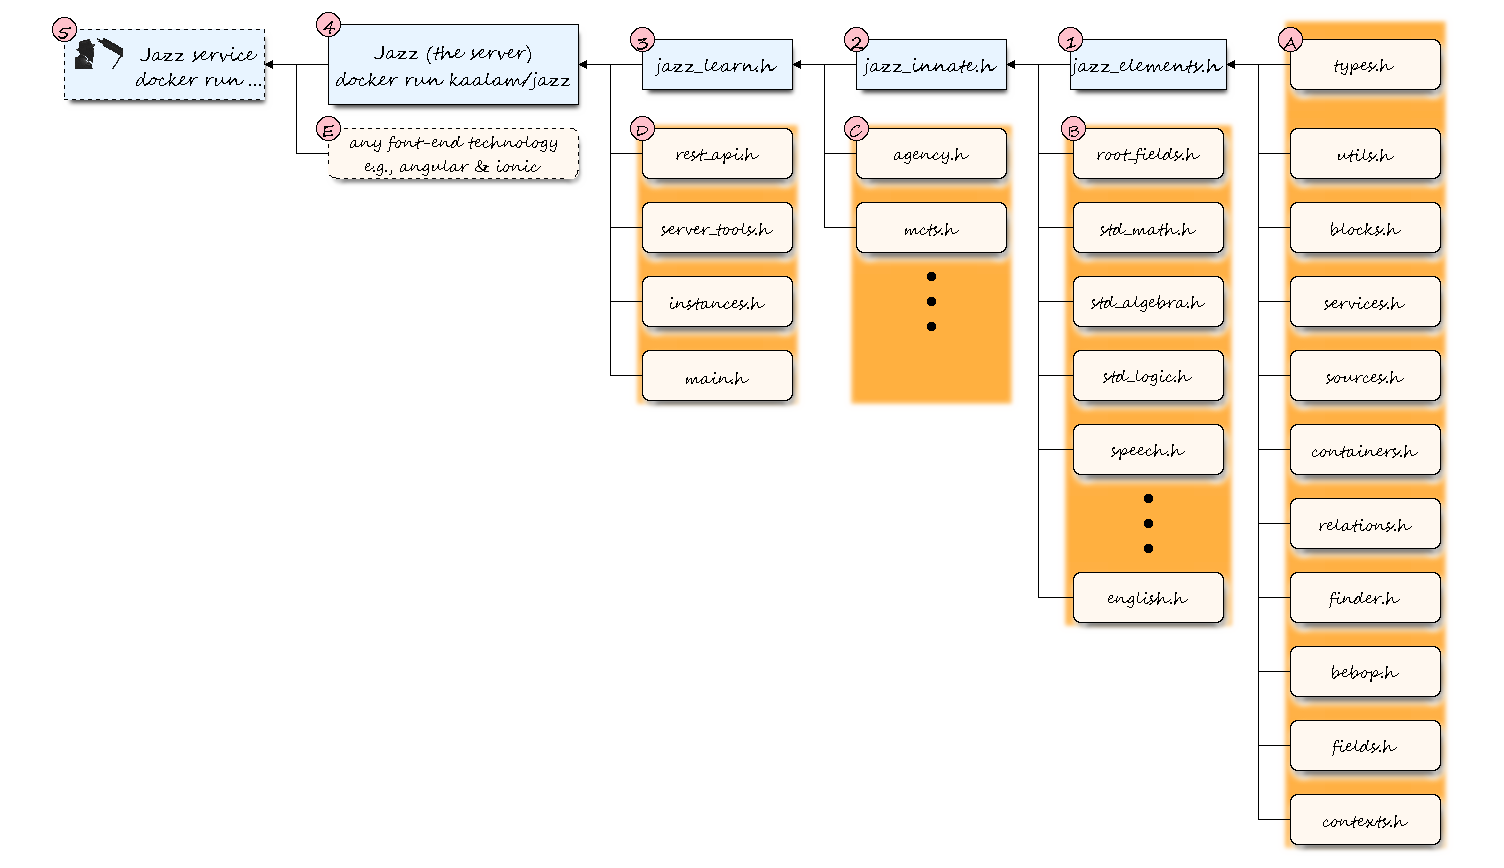 5
Jazz service
docker run ...
4
Jazz (the server)
docker run kaalam/jazz
3
jazz_learn.h
2
jazz_innate.h
1
jazz_elements.h
A
types.h
E
any font-end technology
e.g., angular & ionic
D
rest_api.h
server_tools.h
instances.h
main.h
C
agency.h
mcts.h
B
root_fields.h
std_math.h
std_algebra.h
std_logic.h
speech.h
english.h
utils.h
blocks.h
services.h
sources.h
containers.h
relations.h
finder.h
bebop.h
fields.h
contexts.h